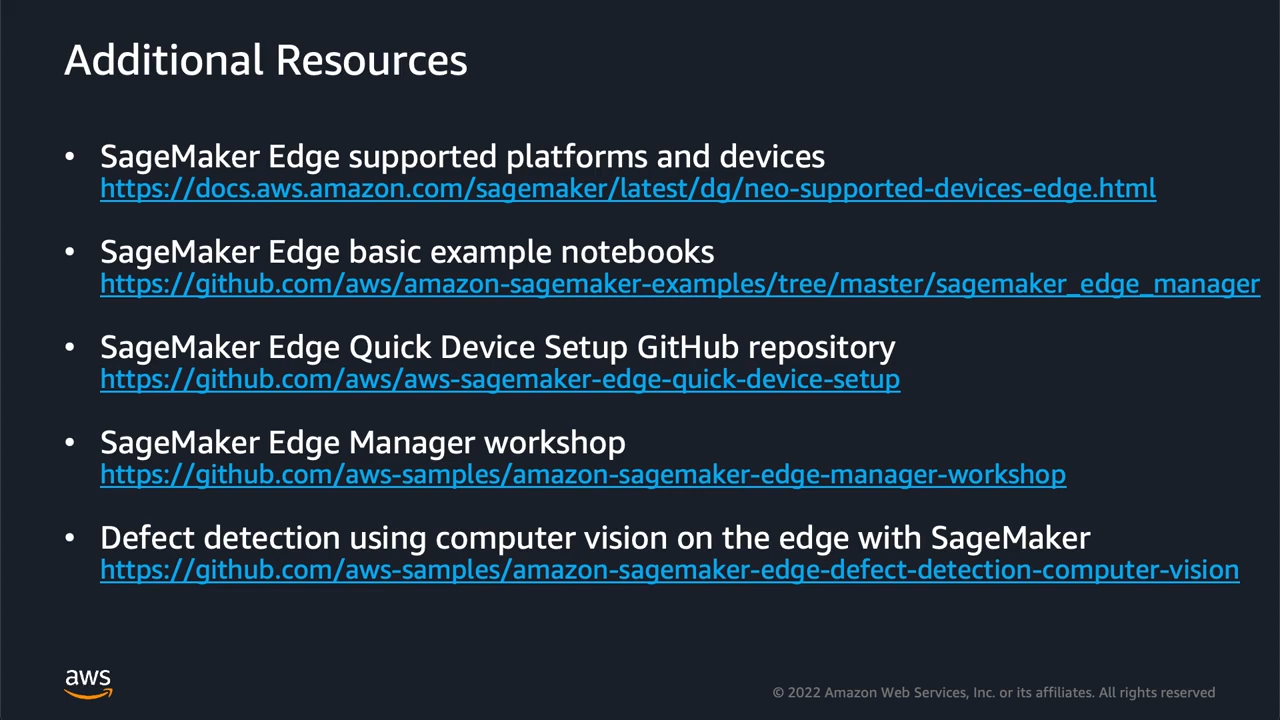 Additional Resources
• SageMaker Edge supported platforms and devices
https://docs.aws.amazon.com/sagemaker/latest/dg/neo-supported-devices-edge.html
• SageMaker Edge basic example notebooks
https://github.com/aws/amazon-sagemaker-examples/tree/master/sagemaker_edge_manager
• SageMaker Edge Quick Device Setup GitHub repository
https://github.com/aws/aws-sagemaker-edge-quick-device-setup
• SageMaker Edge Manager workshop
https://github.com/aws-samples/amazon-sagemaker-edge-manager-workshop
• Defect detection using computer vision on the edge with SageMaker
https://github.com/aws-samples/amazon-sagemaker-edge-defect-detection-computer-vision
aws
© 2022 Amazon Web Services, Inc. or its affiliates. All rights reserved